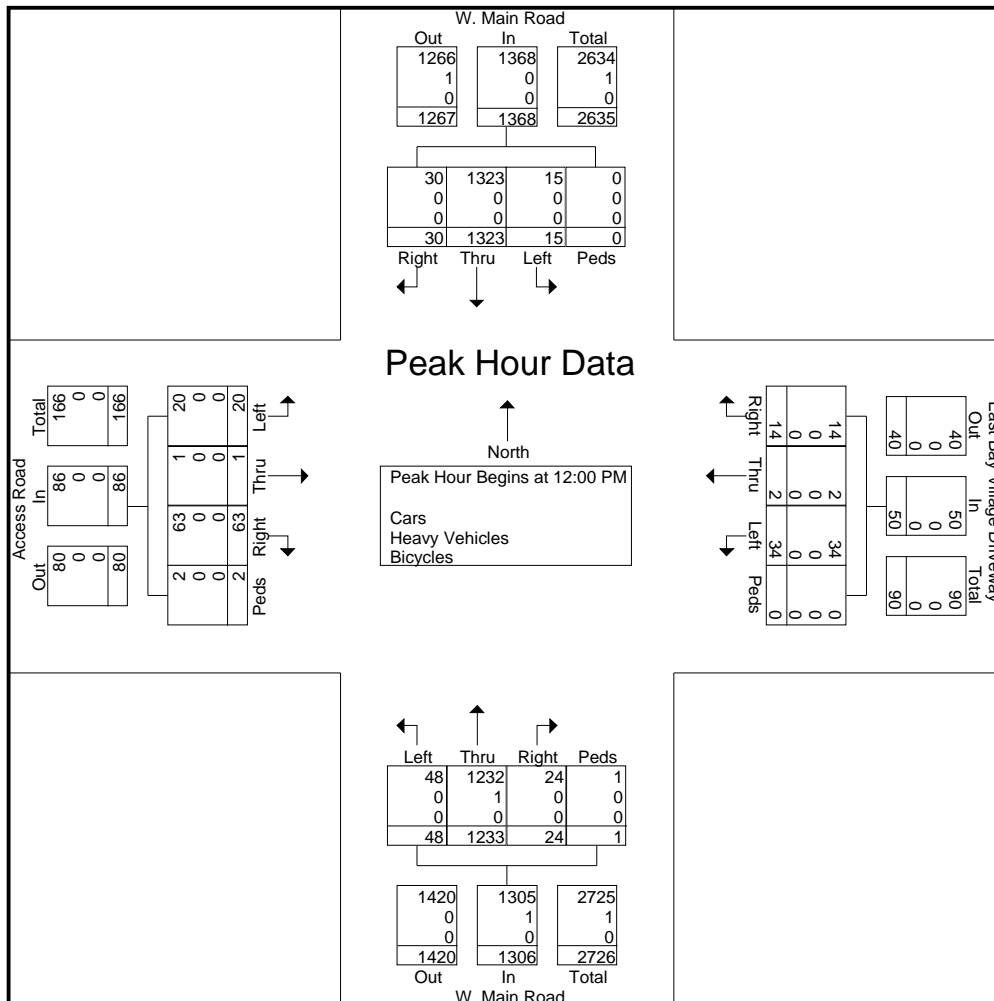 W. Main Road
Out In Total
1266 1368 2634
1 0 1
0 0 0
1267 1368 2635
30 1323 15 0
0 0 0 0
0 0 0 0
30 1323 15 0
Right Thru Left Peds
Peak Hour Data
North
Peak Hour Begins at 12:00 PM
Cars
Heavy Vehicles
Bicycles
Access Road
Total In Out
166 86 80
0 0 0
0 0 0
166 86 80
20 1 63 2
0 0 0 0
0 0 0 0
20 1 63 2
Left Thru Right Peds
East Bay Village Driveway
Out In Total
40 50 90
0 0 0
0 0 0
40 50 90
14 2 34 0
0 0 0 0
0 0 0 0
14 2 34 0
Right Thru Left Peds
Left Thru Right Peds
48 1232 24 1
0 1 0 0
0 0 0 0
48 1233 24 1
1420 1305 2725
0 1 1
0 0 0
1420 1306 2726
Out In Total
W. Main Road